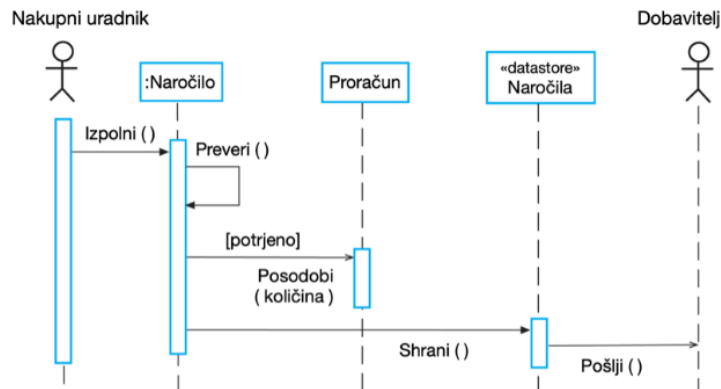 Nakupni uradnik
Dobavitelj
:Naročilo
Proračun
«datastore»
Naročila
Izpolni ( )
Preveri ( )
[potrjeno]
Posodobi
( količina )
Shrani ( )
Pošlji ( )